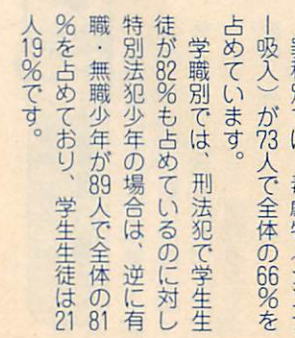 ー吸入）が73人で全体の66％を
占めています。
学職別では、刑法犯で学生生
徒が82％も占めているのに対し
特別法犯少年の場合は、逆に有
職・無職少年が89人で全体の81
％を占めており、学生生徒は21
人19％です。